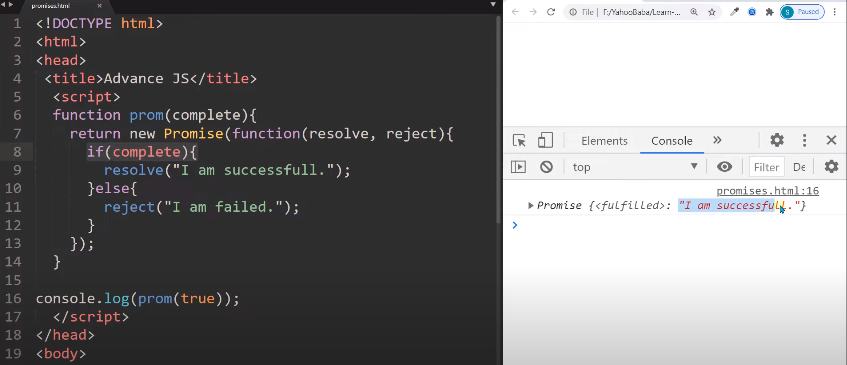 promises.html
1 <!DOCTYPE html>
2 <html>
3 <head>
4 <title>Advance JS</title>
5 <script>
6 function prom(complete){
7 return new Promise(function(resolve, reject){
8 if(complete){
9 resolve("I am successfull.");
10 }else{
11 reject("I am failed.");
12 }
13 });
14 }
15
16 console.log(prom(true));
17 </script>
18 </head>
19 <body>
File F:/YahooBaba/Learn-... S Paused
Elements Console
top Filter De
promises.html:16
Promise {<fulfilled>: "I am successfull."}